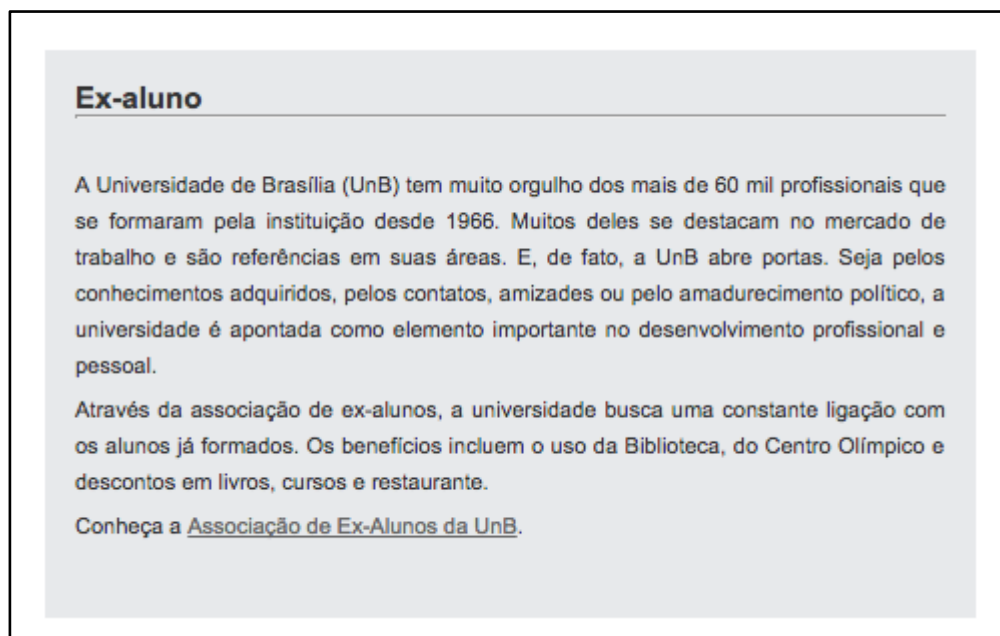 Ex-aluno
A Universidade de Brasília (UnB) tem muito orgulho dos mais de 60 mil profissionais que
se formaram pela instituição desde 1966. Muitos deles se destacam no mercado de
trabalho e são referências em suas áreas. E, de fato, a UnB abre portas. Seja pelos
conhecimentos adquiridos, pelos contatos, amizades ou pelo amadurecimento político, a
universidade é apontada como elemento importante no desenvolvimento profissional e
pessoal.
Através da associação de ex-alunos, a universidade busca uma constante ligação com
os alunos já formados. Os benefícios incluem o uso da Biblioteca, do Centro Olímpico e
descontos em livros, cursos e restaurante.
Conheça a Associação de Ex-Alunos da UnB.